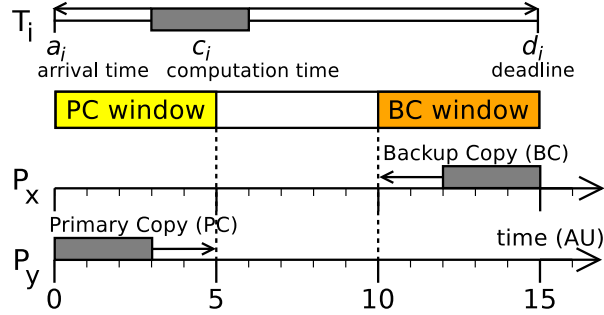 T_i
a_i c_i d_i
arrival time computation time deadline
PC window BC window
Backup Copy (BC)
P_x
Primary Copy (PC) time (AU)
P_y
0 5 10 15